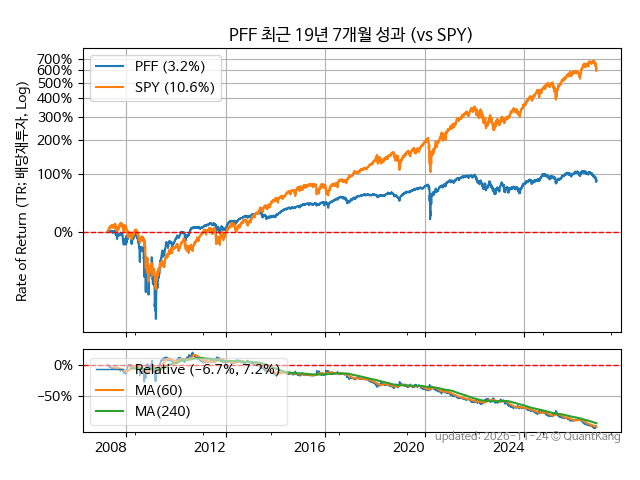 PFF 최근 19년 7개월 성과 (vs SPY)
Rate of Return (TR; 배당재투자, Log)
700%
600%
500%
400%
300%
200%
100%
0%
PFF (3.2%)
SPY (10.6%)
0%
−50%
Relative (−6.7%, 7.2%)
MA(60)
MA(240)
2008 2012 2016 2020 2024
updated: 2026-11-24 © QuantKang